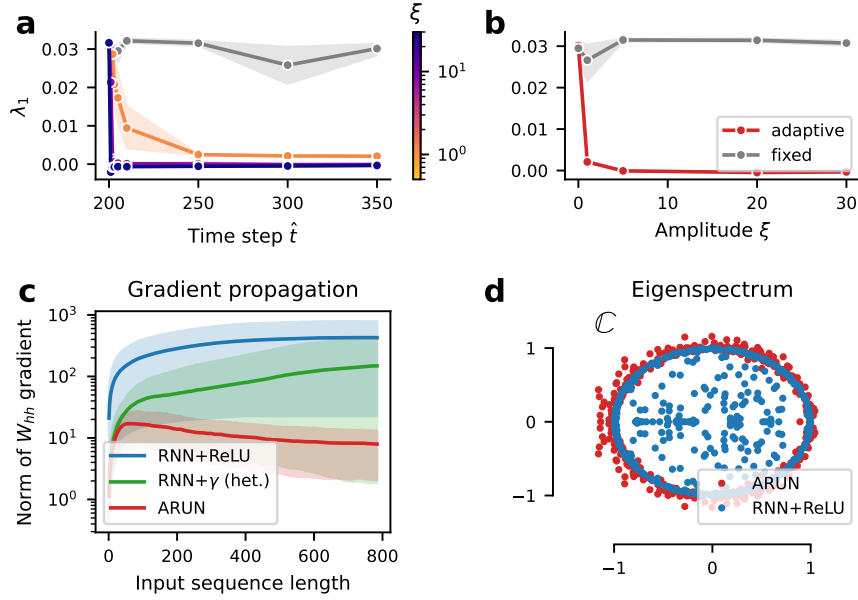 a
ξ
b
0.03
0.02
0.01
0.00
λ₁
200
250
300
350
Time step t̂
10¹
10⁰
0.03
0.02
0.01
0.00
adaptive
fixed
0
10
20
30
Amplitude ξ
c
Gradient propagation
10³
10²
10¹
10⁰
Norm of W_hh gradient
RNN+ReLU
RNN+γ (het.)
ARUN
0
200
400
600
800
Input sequence length
d
Eigenspectrum
ℂ
1
0
−1
ARUN
RNN+ReLU
−1
0
1